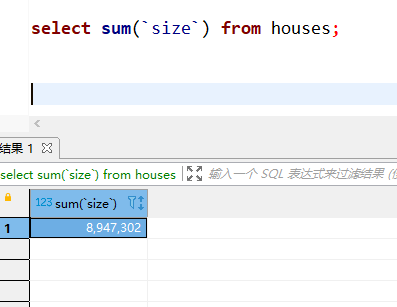 select sum(`size`) from houses;
结果 1
select sum(`size`) from houses
输入一个 SQL 表达式来过滤结果
123 sum(`size`)
1
8,947,302